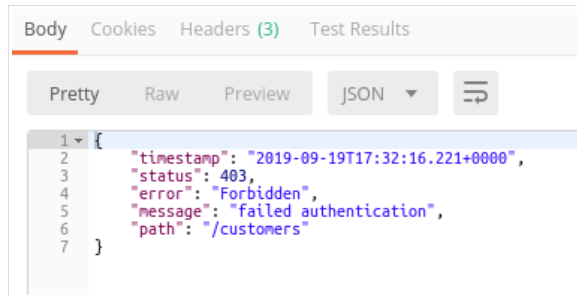 Body Cookies Headers (3) Test Results
Pretty Raw Preview JSON
1 {
2 "timestamp": "2019-09-19T17:32:16.221+0000",
3 "status": 403,
4 "error": "Forbidden",
5 "message": "failed authentication",
6 "path": "/customers"
7 }